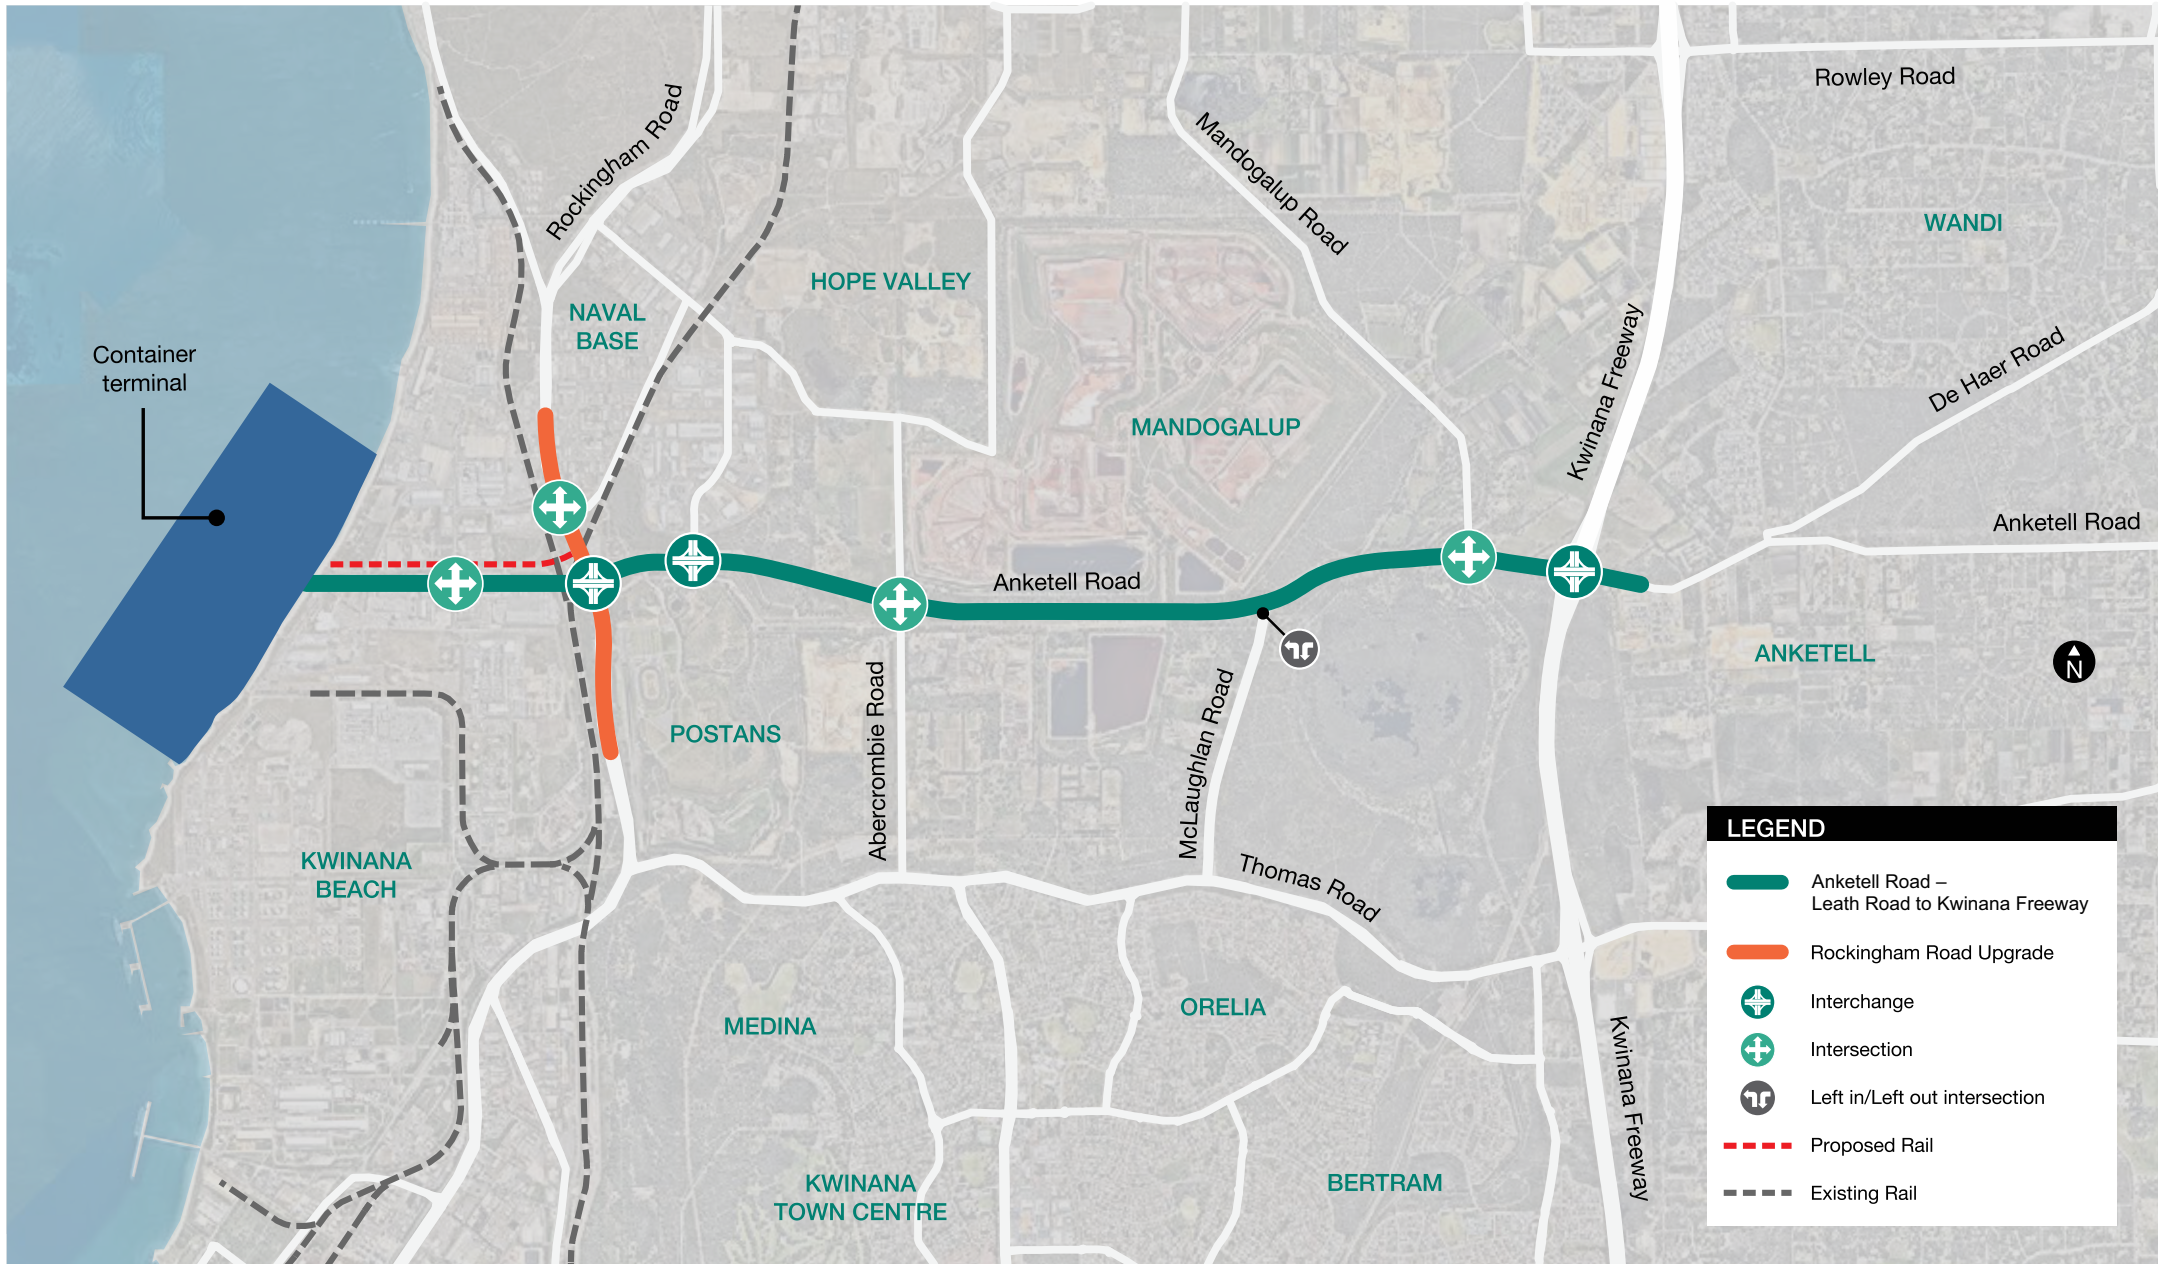 Rowley Road
Rockingham Road
Mandogalup Road
WANDI
HOPE VALLEY
NAVAL
BASE
Container
terminal
Kwinana Freeway
De Haer Road
MANDOGALUP
Anketell Road
Anketell Road
ANKETELL
N
POSTANS
Abercrombie Road
McLaughlan Road
KWINANA
BEACH
Thomas Road
MEDINA
ORELIA
Kwinana Freeway
KWINANA
TOWN CENTRE
BERTRAM
LEGEND
Anketell Road –
Leath Road to Kwinana Freeway
Rockingham Road Upgrade
Interchange
Intersection
Left in/Left out intersection
Proposed Rail
Existing Rail